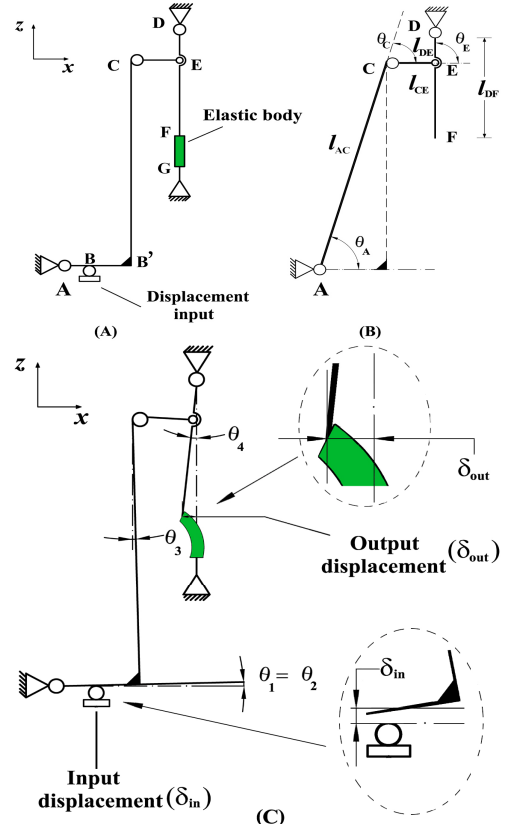 z
x
D
C
E
F
G
Elastic body
A
B
B'
Displacement
input
(A)
D
θC
lDE
θE
C
lCE
E
lDF
F
lAC
θA
A
(B)
z
x
θ4
θ3
δout
Output
displacement (δout)
θ1 = θ2
δin
Input
displacement (δin)
(C)